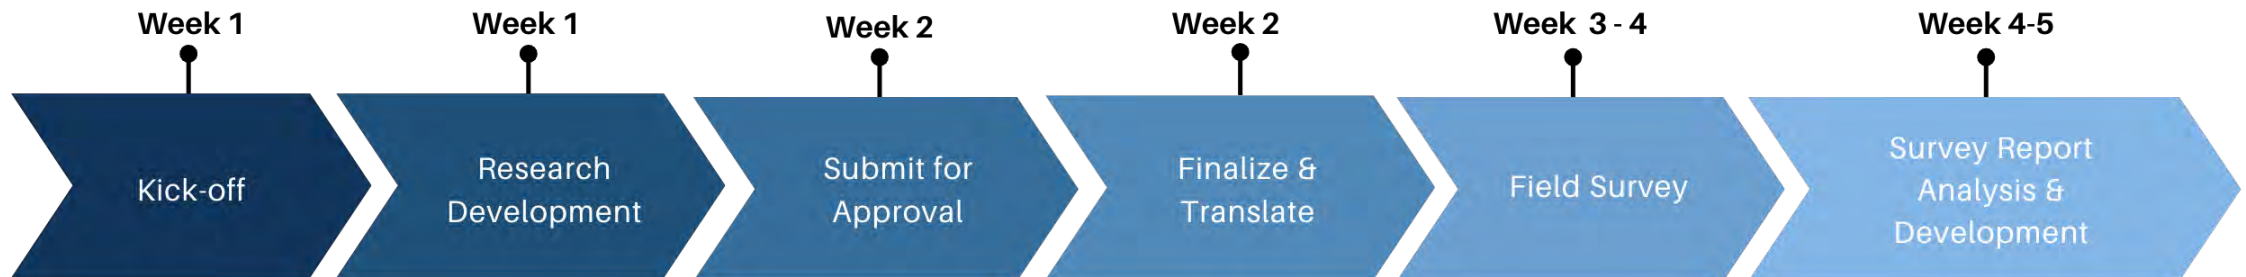 Week 1
Week 1
Week 2
Week 2
Week 3 - 4
Week 4-5
Kick-off
Research
Development
Submit for
Approval
Finalize &
Translate
Field Survey
Survey Report
Analysis &
Development